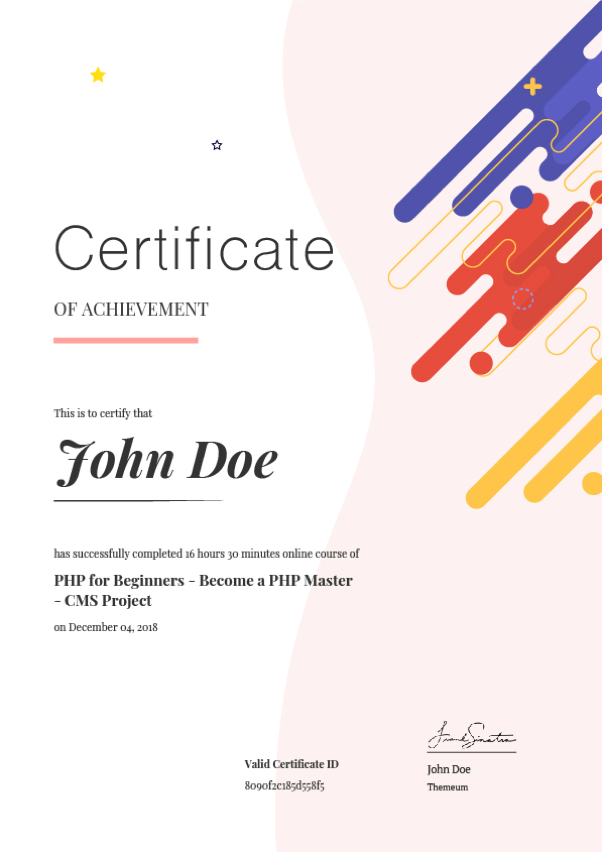 Certificate
OF ACHIEVEMENT
This is to certify that
John Doe
has successfully completed 16 hours 30 minutes online course of
PHP for Beginners - Become a PHP Master
- CMS Project
on December 04, 2018
Frank Sinatra
Valid Certificate ID
8090f2c185d558f5
John Doe
Themeum